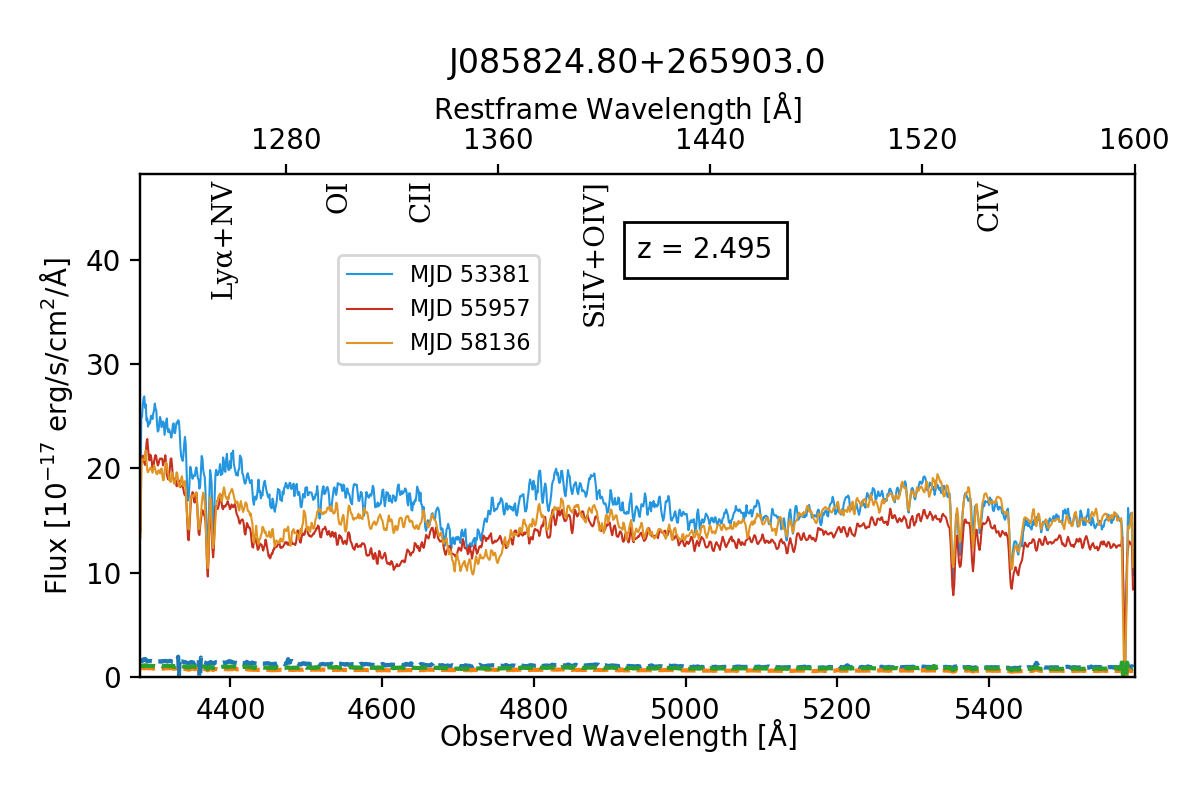 J085824.80+265903.0
Restframe Wavelength [Å]
1280 1360 1440 1520 1600
Lyα+NV
OI
CII
SiIV+OIV]
CIV
z = 2.495
MJD 53381
MJD 55957
MJD 58136
Flux [10⁻¹⁷ erg/s/cm²/Å]
40
30
20
10
0
4400 4600 4800 5000 5200 5400
Observed Wavelength [Å]